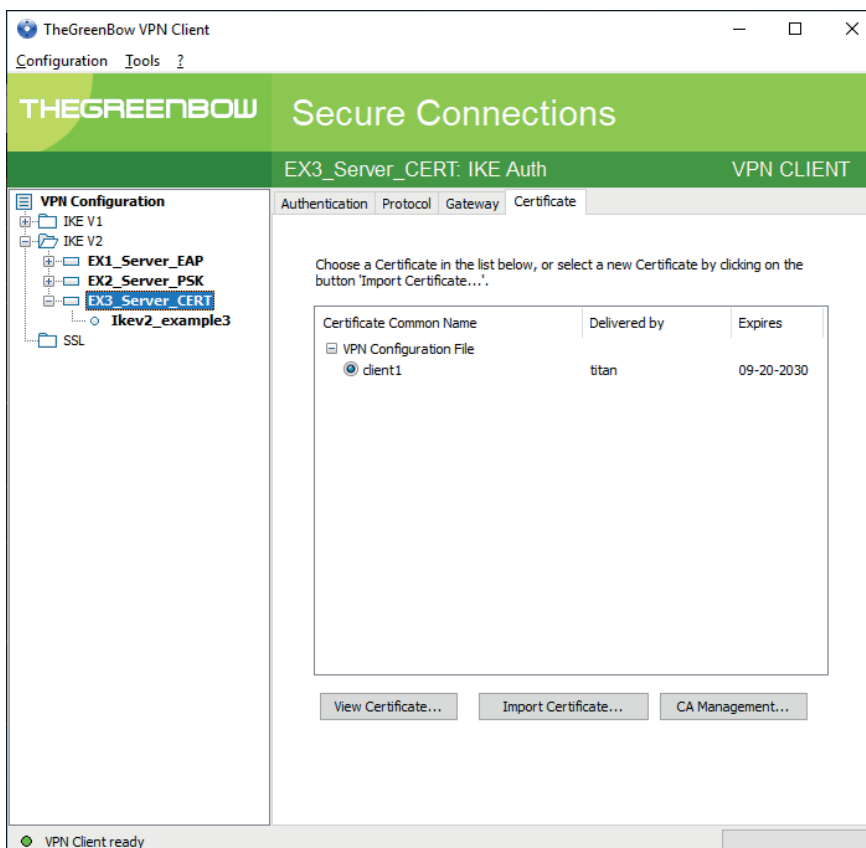 TheGreenBow VPN Client
Configuration Tools ?
THEGREENBOW
Secure Connections
EX3_Server_CERT: IKE Auth
VPN CLIENT
VPN Configuration
IKE V1
IKE V2
EX1_Server_EAP
EX2_Server_PSK
EX3_Server_CERT
Ikev2_example3
SSL
Authentication Protocol Gateway Certificate
Choose a Certificate in the list below, or select a new Certificate by clicking on the
button 'Import Certificate...'.
Certificate Common Name Delivered by Expires
VPN Configuration File
client1 titan 09-20-2030
View Certificate... Import Certificate... CA Management...
VPN Client ready